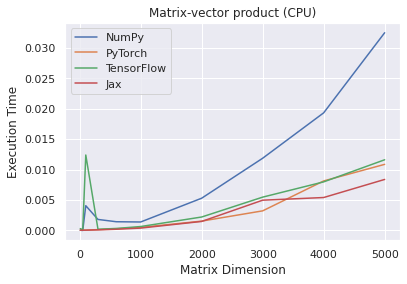 Matrix-vector product (CPU)
NumPy
PyTorch
TensorFlow
Jax
Execution Time
0.030
0.025
0.020
0.015
0.010
0.005
0.000
0 1000 2000 3000 4000 5000
Matrix Dimension